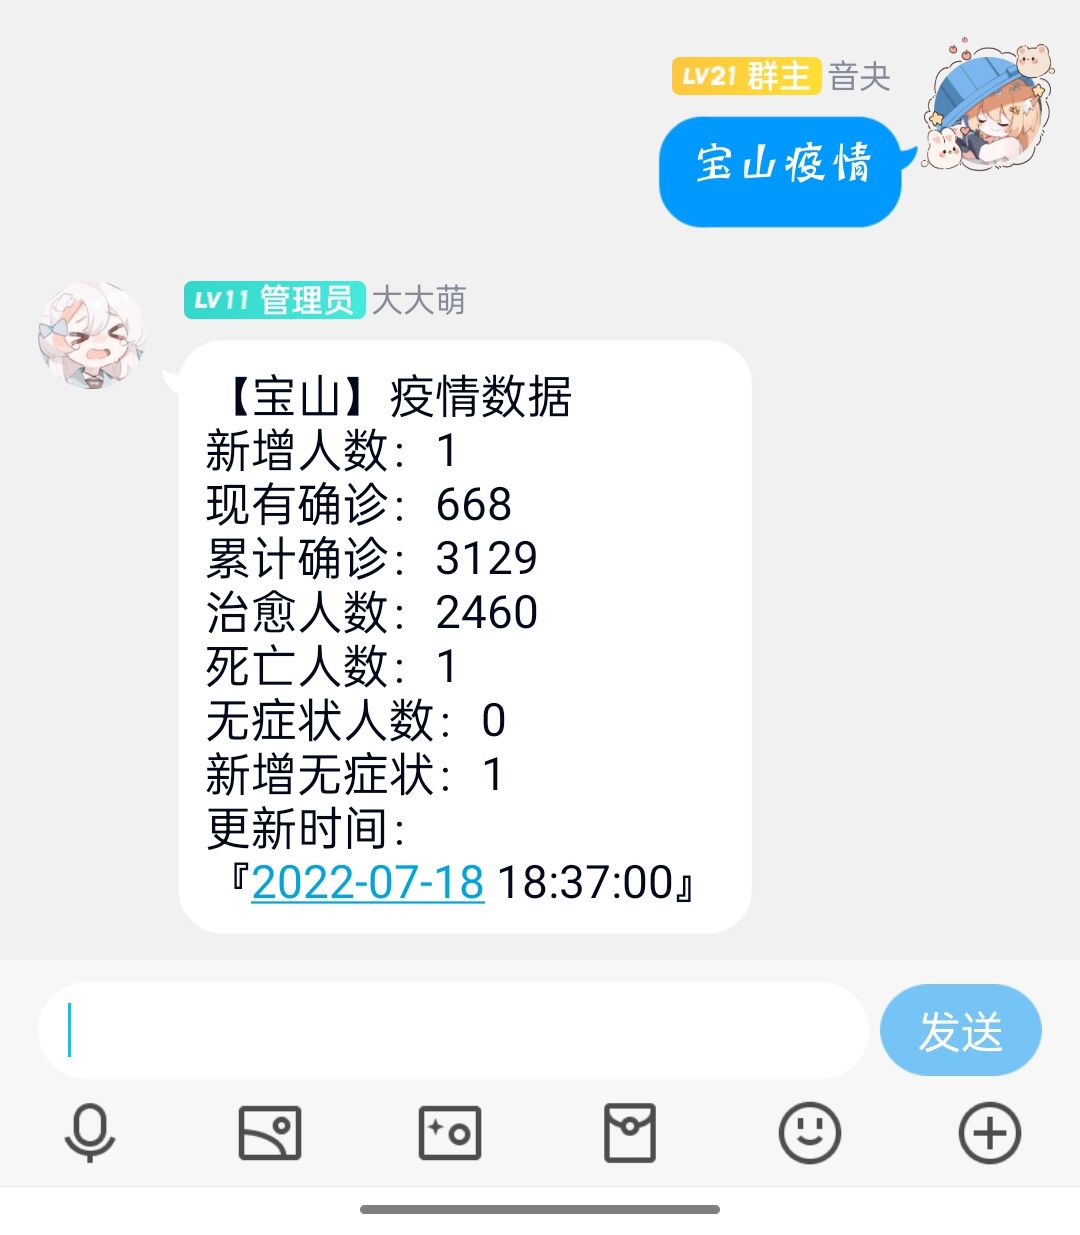 LV21 群主 音夬
宝山疫情
LV11 管理员 大大萌
【宝山】疫情数据
新增人数：1
现有确诊：668
累计确诊：3129
治愈人数：2460
死亡人数：1
无症状人数：0
新增无症状：1
更新时间：
『2022-07-18 18:37:00』
发送